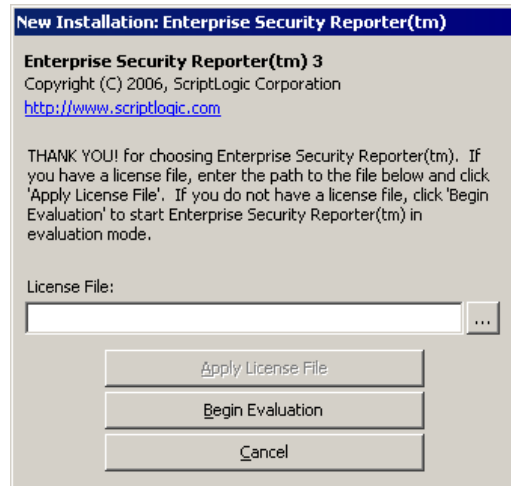 New Installation: Enterprise Security Reporter(tm)
Enterprise Security Reporter(tm) 3
Copyright (C) 2006, ScriptLogic Corporation
http://www.scriptlogic.com
THANK YOU! for choosing Enterprise Security Reporter(tm). If
you have a license file, enter the path to the file below and click
'Apply License File'. If you do not have a license file, click 'Begin
Evaluation' to start Enterprise Security Reporter(tm) in
evaluation mode.
License File:
...
Apply License File
Begin Evaluation
Cancel